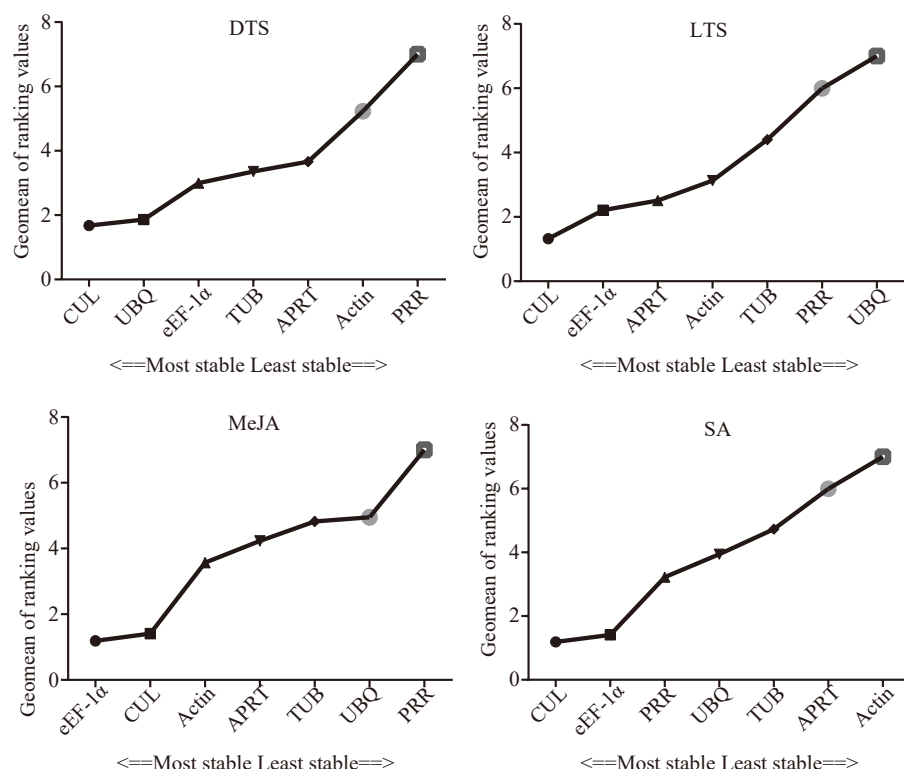 DTS
Geomean of ranking values
8
6
4
2
0
CUL UBQ eEF-1α TUB APRT Actin PRR
<==Most stable Least stable==>
LTS
Geomean of ranking values
8
6
4
2
0
CUL eEF-1α APRT Actin TUB PRR UBQ
<==Most stable Least stable==>
MeJA
Geomean of ranking values
8
6
4
2
0
eEF-1α CUL Actin APRT TUB UBQ PRR
<==Most stable Least stable==>
SA
Geomean of ranking values
8
6
4
2
0
CUL eEF-1α PRR UBQ TUB APRT Actin
<==Most stable Least stable==>